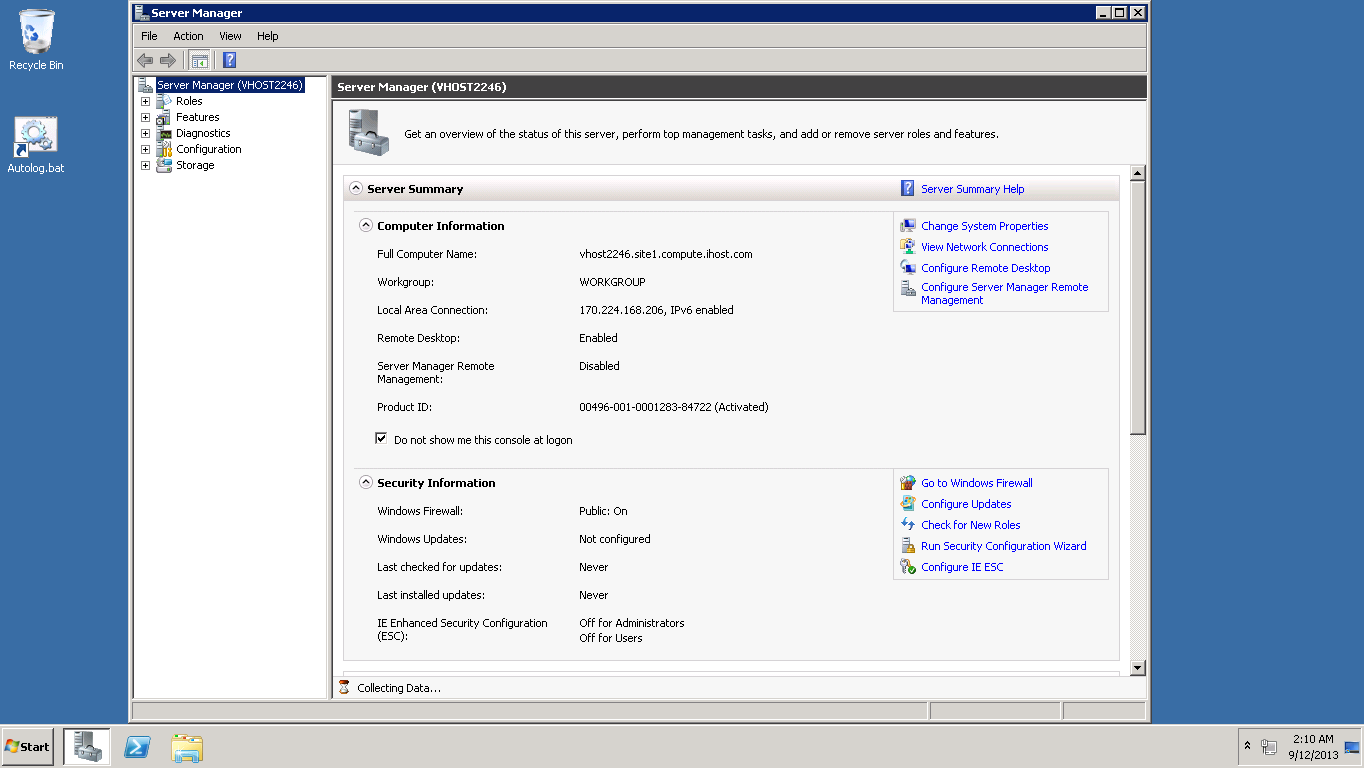 Recycle Bin
Autolog.bat
Server Manager
File Action View Help
Server Manager (VHOST2246)
Roles
Features
Diagnostics
Configuration
Storage
Server Manager (VHOST2246)
Get an overview of the status of this server, perform top management tasks, and add or remove server roles and features.
Server Summary
Server Summary Help
Computer Information
Full Computer Name: vhost2246.site1.compute.ihost.com
Workgroup: WORKGROUP
Local Area Connection: 170.224.168.206, IPv6 enabled
Remote Desktop: Enabled
Server Manager Remote Disabled
Management:
Product ID: 00496-001-0001283-84722 (Activated)
Do not show me this console at logon
Change System Properties
View Network Connections
Configure Remote Desktop
Configure Server Manager Remote
Management
Security Information
Windows Firewall: Public: On
Windows Updates: Not configured
Last checked for updates: Never
Last installed updates: Never
IE Enhanced Security Configuration Off for Administrators
(ESC): Off for Users
Go to Windows Firewall
Configure Updates
Check for New Roles
Run Security Configuration Wizard
Configure IE ESC
Collecting Data...
Start
2:10 AM
9/12/2013